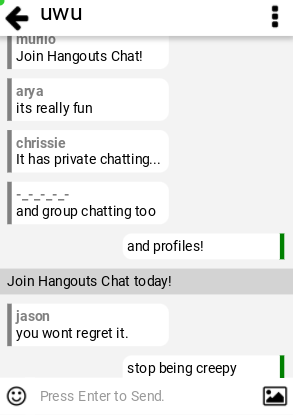 uwu
murilo
Join Hangouts Chat!
arya
its really fun
chrissie
It has private chatting...
-_-_-_-_-
and group chatting too
and profiles!
Join Hangouts Chat today!
jason
you wont regret it.
stop being creepy
Press Enter to Send.